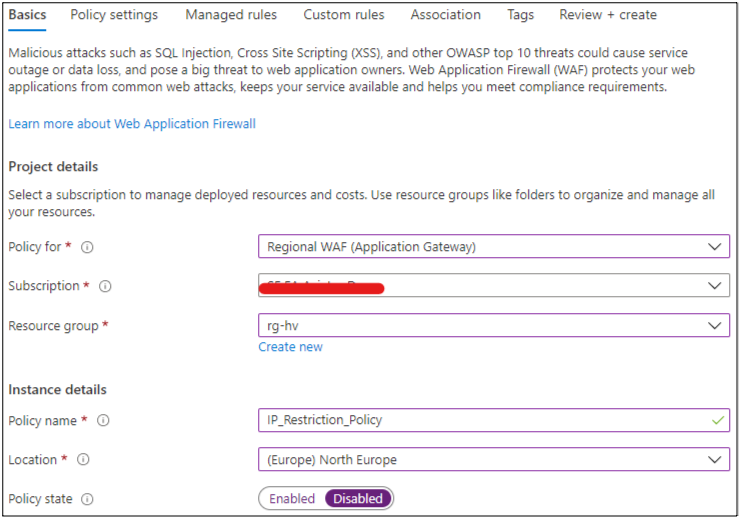 Basics Policy settings Managed rules Custom rules Association Tags Review + create
Malicious attacks such as SQL Injection, Cross Site Scripting (XSS), and other OWASP top 10 threats could cause service
outage or data loss, and pose a big threat to web application owners. Web Application Firewall (WAF) protects your web
applications from common web attacks, keeps your service available and helps you meet compliance requirements.
Learn more about Web Application Firewall
Project details
Select a subscription to manage deployed resources and costs. Use resource groups like folders to organize and manage all
your resources.
Policy for * Regional WAF (Application Gateway)
Subscription *
Resource group * rg-hv
Create new
Instance details
Policy name * IP_Restriction_Policy
Location * (Europe) North Europe
Policy state Enabled Disabled